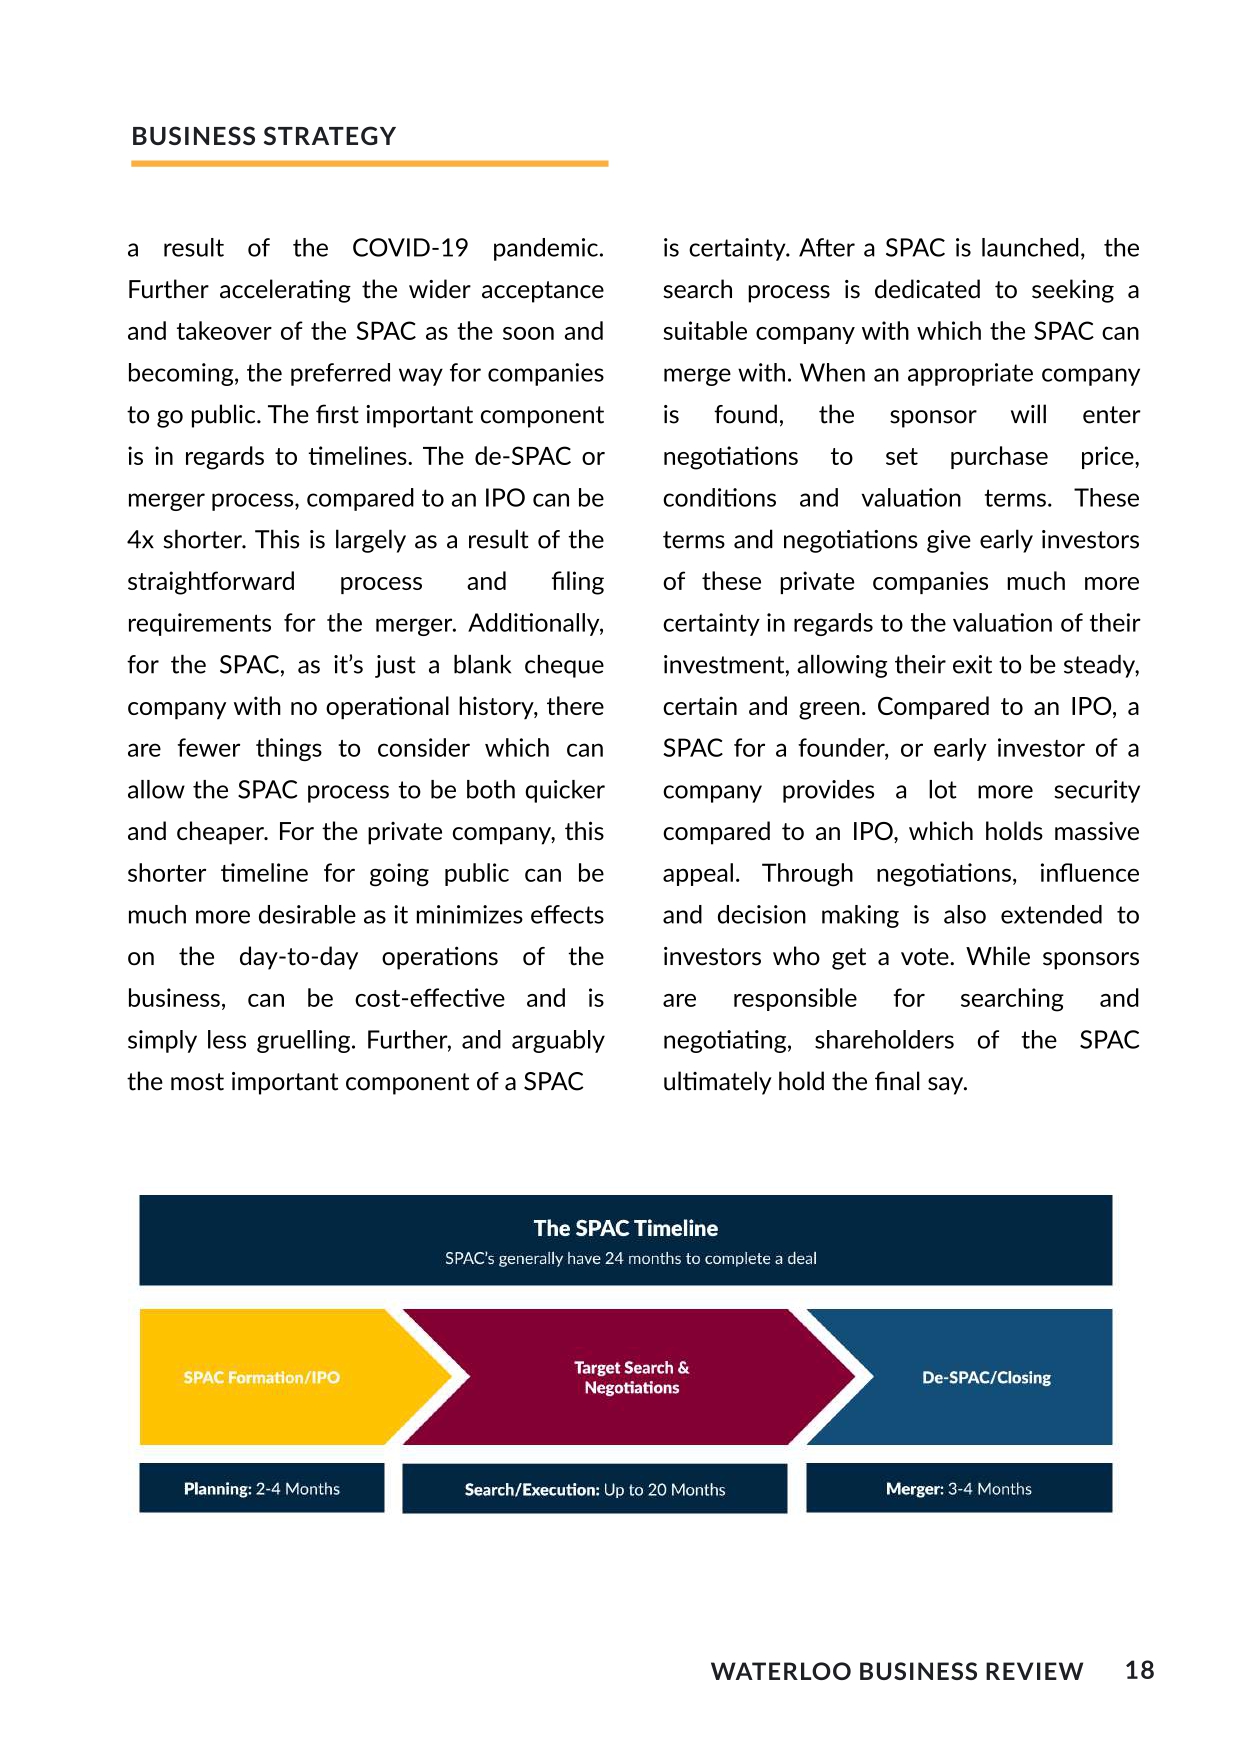 BUSINESS STRATEGY
a result of the COVID-19 pandemic.
Further accelerating the wider acceptance
and takeover of the SPAC as the soon and
becoming, the preferred way for companies
to go public. The first important component
is in regards to timelines. The de-SPAC or
merger process, compared to an IPO can be
4x shorter. This is largely as a result of the
straightforward process and filing
requirements for the merger. Additionally,
for the SPAC, as it’s just a blank cheque
company with no operational history, there
are fewer things to consider which can
allow the SPAC process to be both quicker
and cheaper. For the private company, this
shorter timeline for going public can be
much more desirable as it minimizes effects
on the day-to-day operations of the
business, can be cost-effective and is
simply less gruelling. Further, and arguably
the most important component of a SPAC
is certainty. After a SPAC is launched, the
search process is dedicated to seeking a
suitable company with which the SPAC can
merge with. When an appropriate company
is found, the sponsor will enter
negotiations to set purchase price,
conditions and valuation terms. These
terms and negotiations give early investors
of these private companies much more
certainty in regards to the valuation of their
investment, allowing their exit to be steady,
certain and green. Compared to an IPO, a
SPAC for a founder, or early investor of a
company provides a lot more security
compared to an IPO, which holds massive
appeal. Through negotiations, influence
and decision making is also extended to
investors who get a vote. While sponsors
are responsible for searching and
negotiating, shareholders of the SPAC
ultimately hold the final say.
The SPAC Timeline
SPAC’s generally have 24 months to complete a deal
SPAC Formation/IPO
Target Search &
Negotiations
De-SPAC/Closing
Planning: 2-4 Months
Search/Execution: Up to 20 Months
Merger: 3-4 Months
WATERLOO BUSINESS REVIEW 18